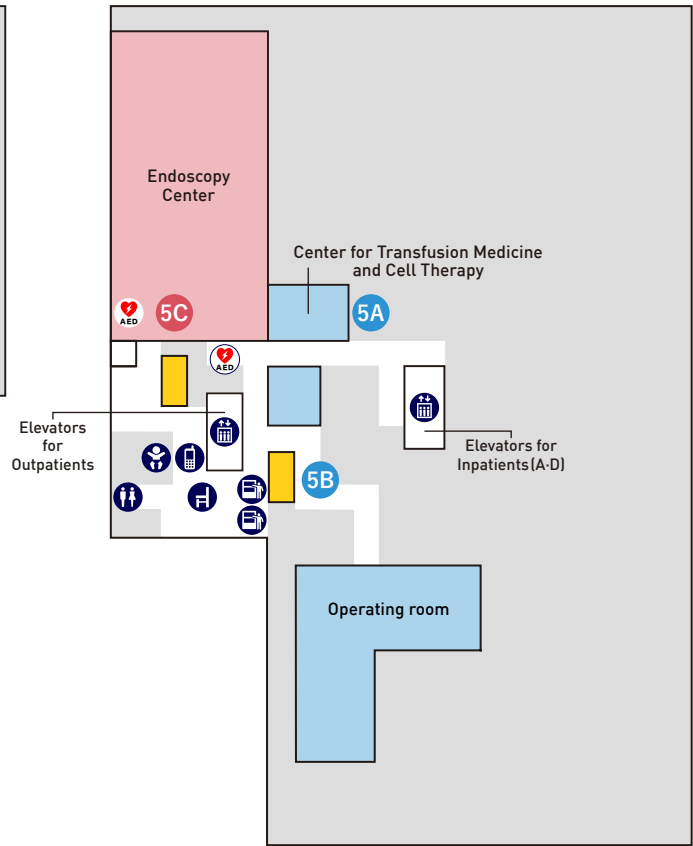 Endoscopy
Center
Center for Transfusion Medicine
and Cell Therapy
AED
5C
5A
AED
Elevators
for
Outpatients
Elevators for
Inpatients(A·D)
5B
Operating room